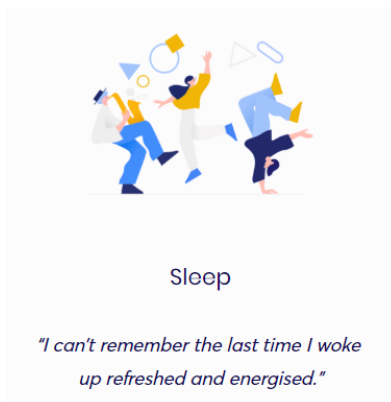 Sleep
“I can’t remember the last time I woke
up refreshed and energised.”